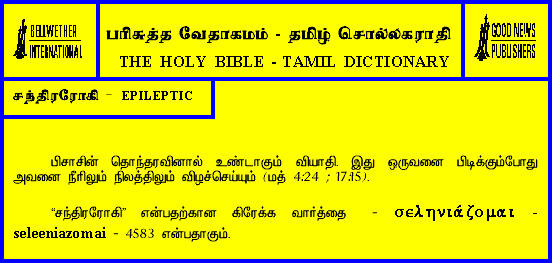 BELLWETHER
INTERNATIONAL
பரிசுத்த வேதாகமம் - தமிழ் சொல்லகராதி
THE HOLY BIBLE - TAMIL DICTIONARY
GOOD NEWS
PUBLISHERS
சந்திரரோகி - EPILEPTIC
பிசாசின் தொந்தரவினால் உண்டாகும் வியாதி. இது ஒருவனை பிடிக்கும்போது
அவனை நீரிலும் நிலத்திலும் விழச்செய்யும் (மத் 4:24 ; 17:15).
“சந்திரரோகி” என்பதற்கான கிரேக்க வார்த்தை - σεληνιάζομαι -
seleeniazomai - 4583 என்பதாகும்.